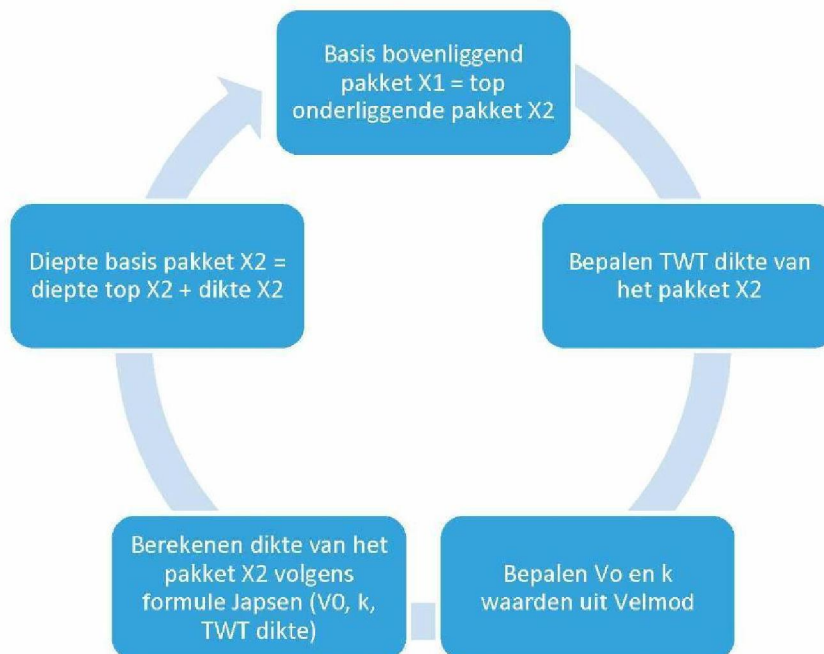 Basis bovenliggend
pakket X1 = top
onderliggende pakket X2
Bepalen TWT dikte van
het pakket X2
Bepalen Vo en k
waarden uit Velmod
Berekenen dikte van het
pakket X2 volgens
formule Japsen (V0, k,
TWT dikte)
Diepte basis pakket X2 =
diepte top X2 + dikte X2